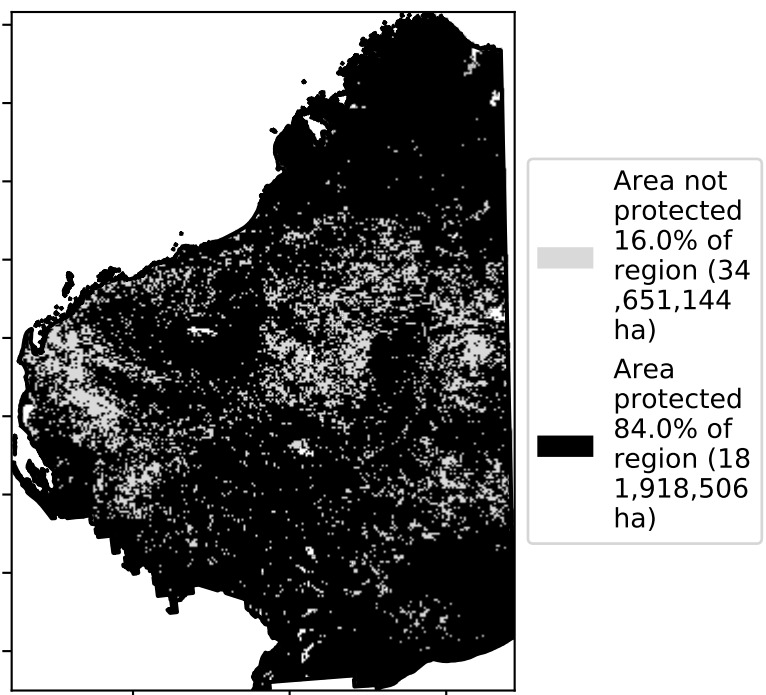 Area not
protected
16.0% of
region (34
,651,144
ha)
Area
protected
84.0% of
region (18
1,918,506
ha)